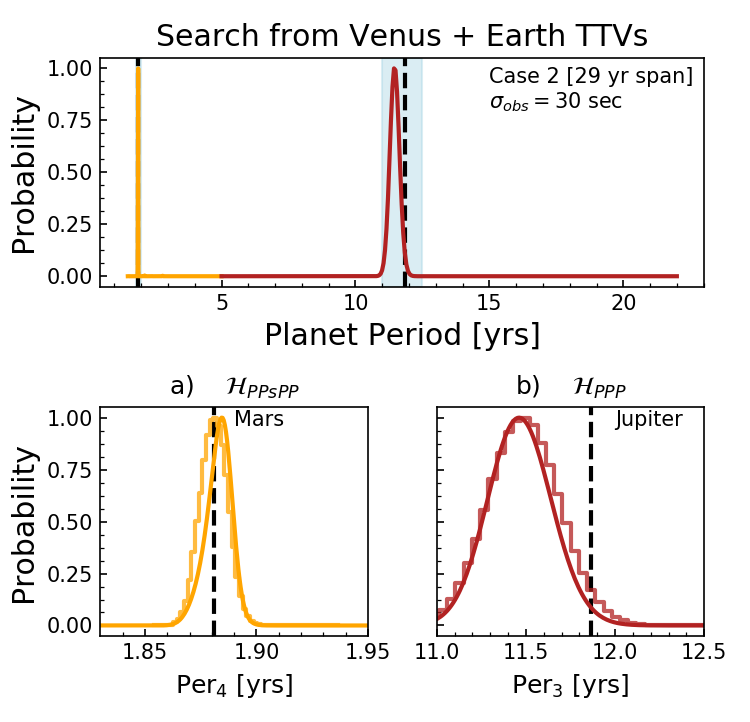 Search from Venus + Earth TTVs
Case 2 [29 yr span]
σ_obs = 30 sec
Probability
1.00
0.75
0.50
0.25
0.00
5 10 15 20
Planet Period [yrs]
a) ℋ_PPsPP
Mars
Probability
1.00
0.75
0.50
0.25
0.00
1.85 1.90 1.95
Per₄ [yrs]
b) ℋ_PPP
Jupiter
11.0 11.5 12.0 12.5
Per₃ [yrs]